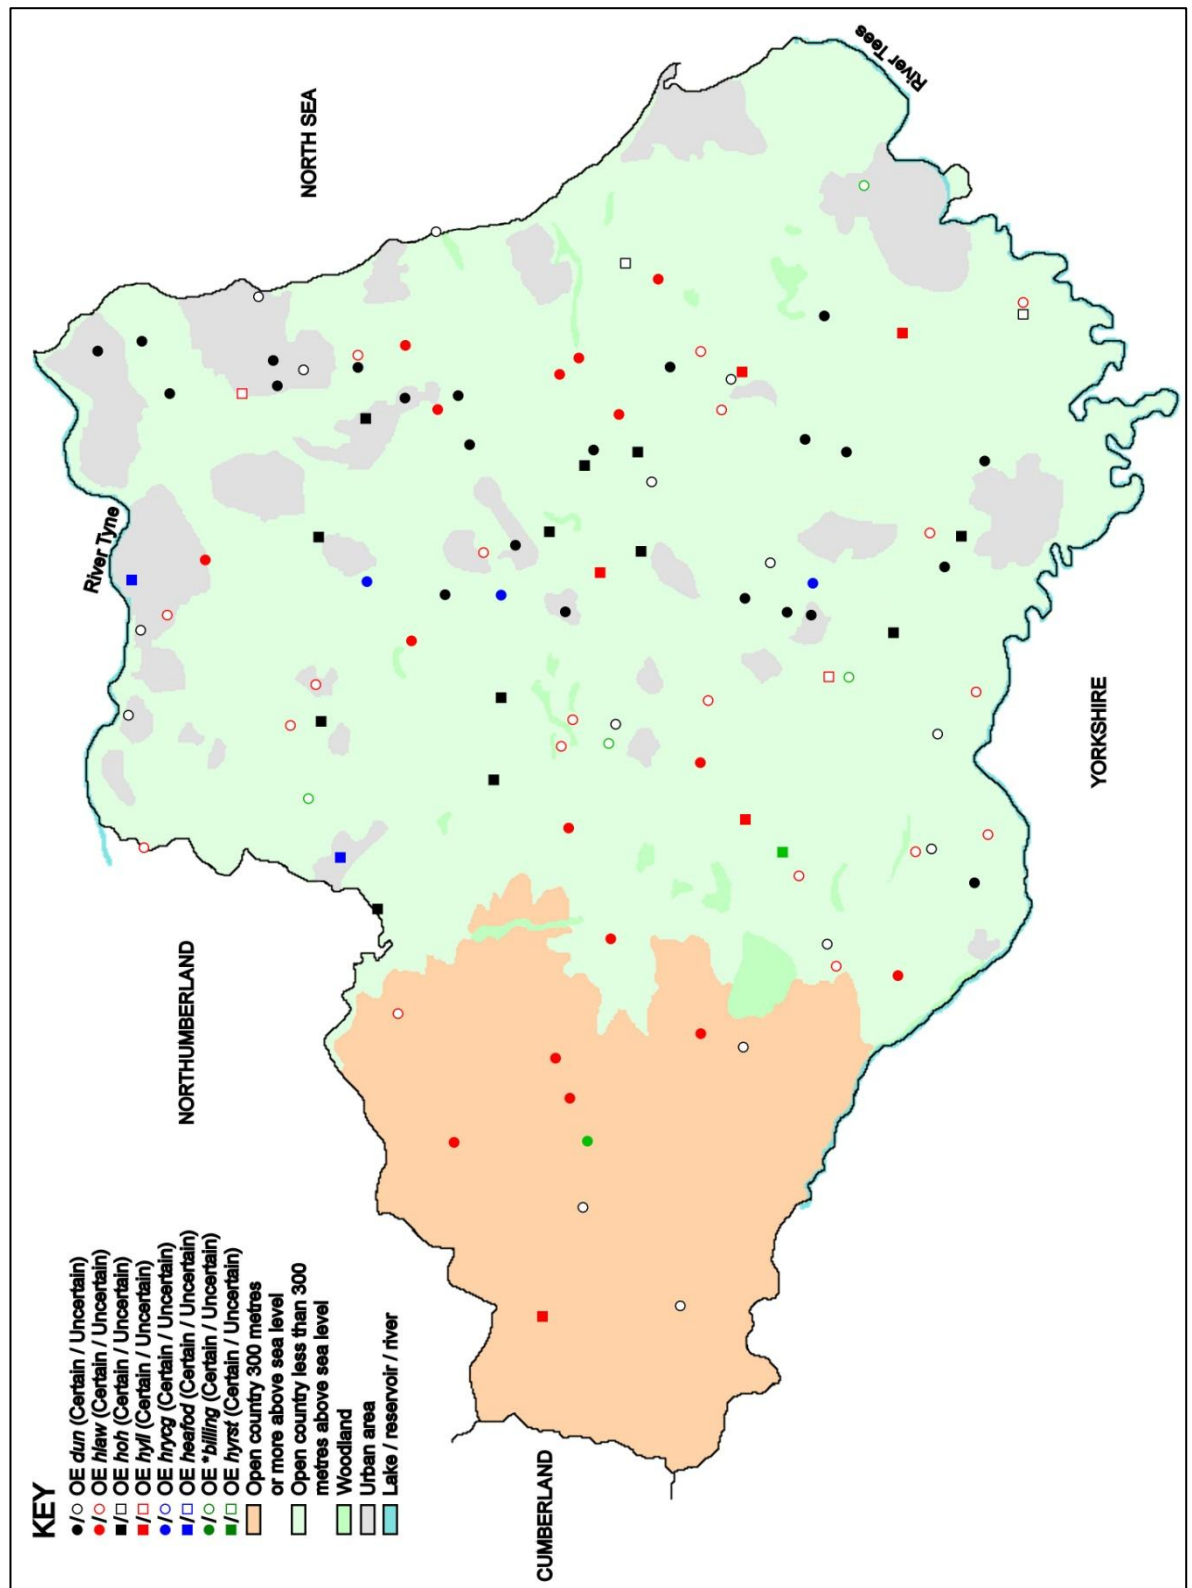 KEY
●/○ OE dun (Certain / Uncertain)
●/○ OE hlaw (Certain / Uncertain)
■/□ OE hoh (Certain / Uncertain)
■/□ OE hyll (Certain / Uncertain)
●/○ OE hrycg (Certain / Uncertain)
■/□ OE heafod (Certain / Uncertain)
●/○ OE *billing (Certain / Uncertain)
■/□ OE hyrst (Certain / Uncertain)
Open country 300 metres
or more above sea level
Open country less than 300
metres above sea level
Woodland
Urban area
Lake / reservoir / river
CUMBERLAND
NORTHUMBERLAND
River Tyne
NORTH SEA
River Tees
YORKSHIRE